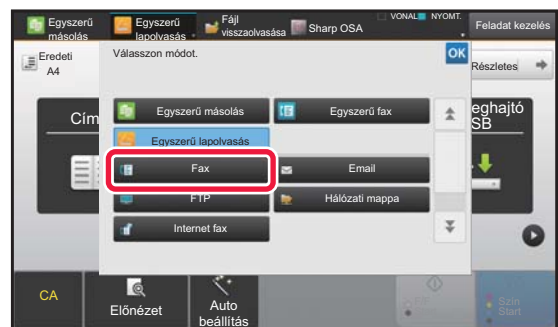 Egyszerű
másolás
Egyszerű
lapolvasás
Fájl
visszaolvasása
Sharp OSA
VONAL
NYOMT.
Feladat kezelés
Eredeti
A4
Válasszon módot.
OK
Részletes
Cím
eghajtó
SB
Egyszerű másolás
Egyszerű fax
Egyszerű lapolvasás
Fax
Email
FTP
Hálózati mappa
Internet fax
CA
Előnézet
Auto
beállítás
Szín
Start